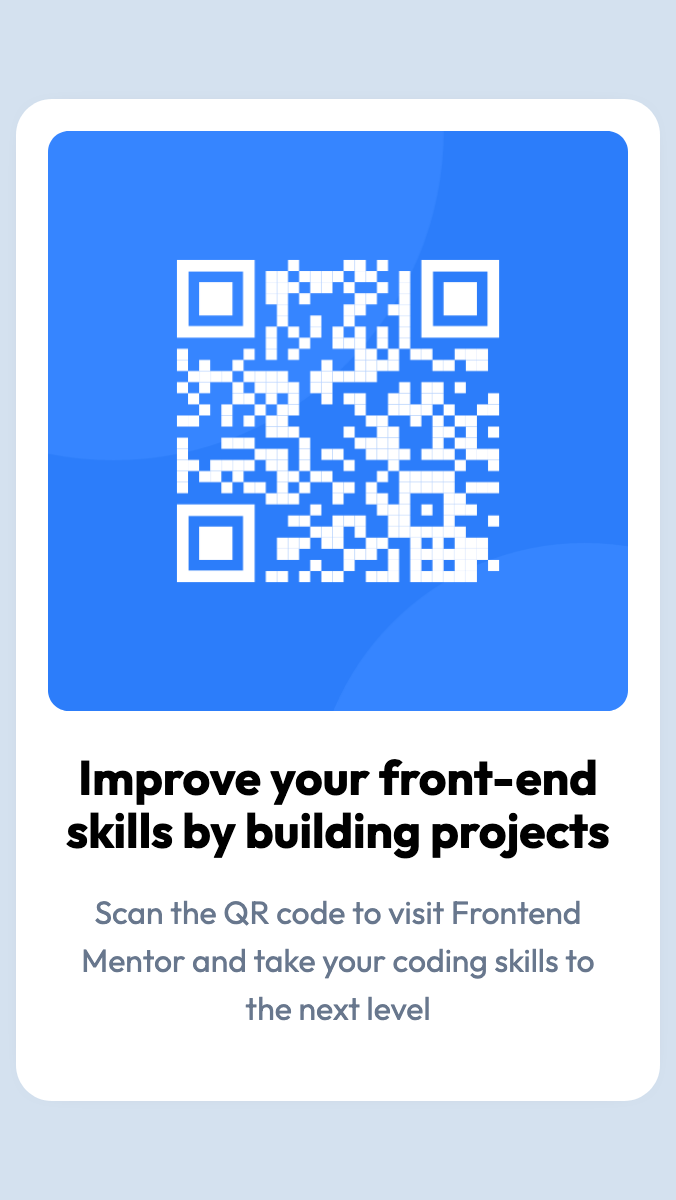 Improve your front-end
skills by building projects
Scan the QR code to visit Frontend
Mentor and take your coding skills to
the next level